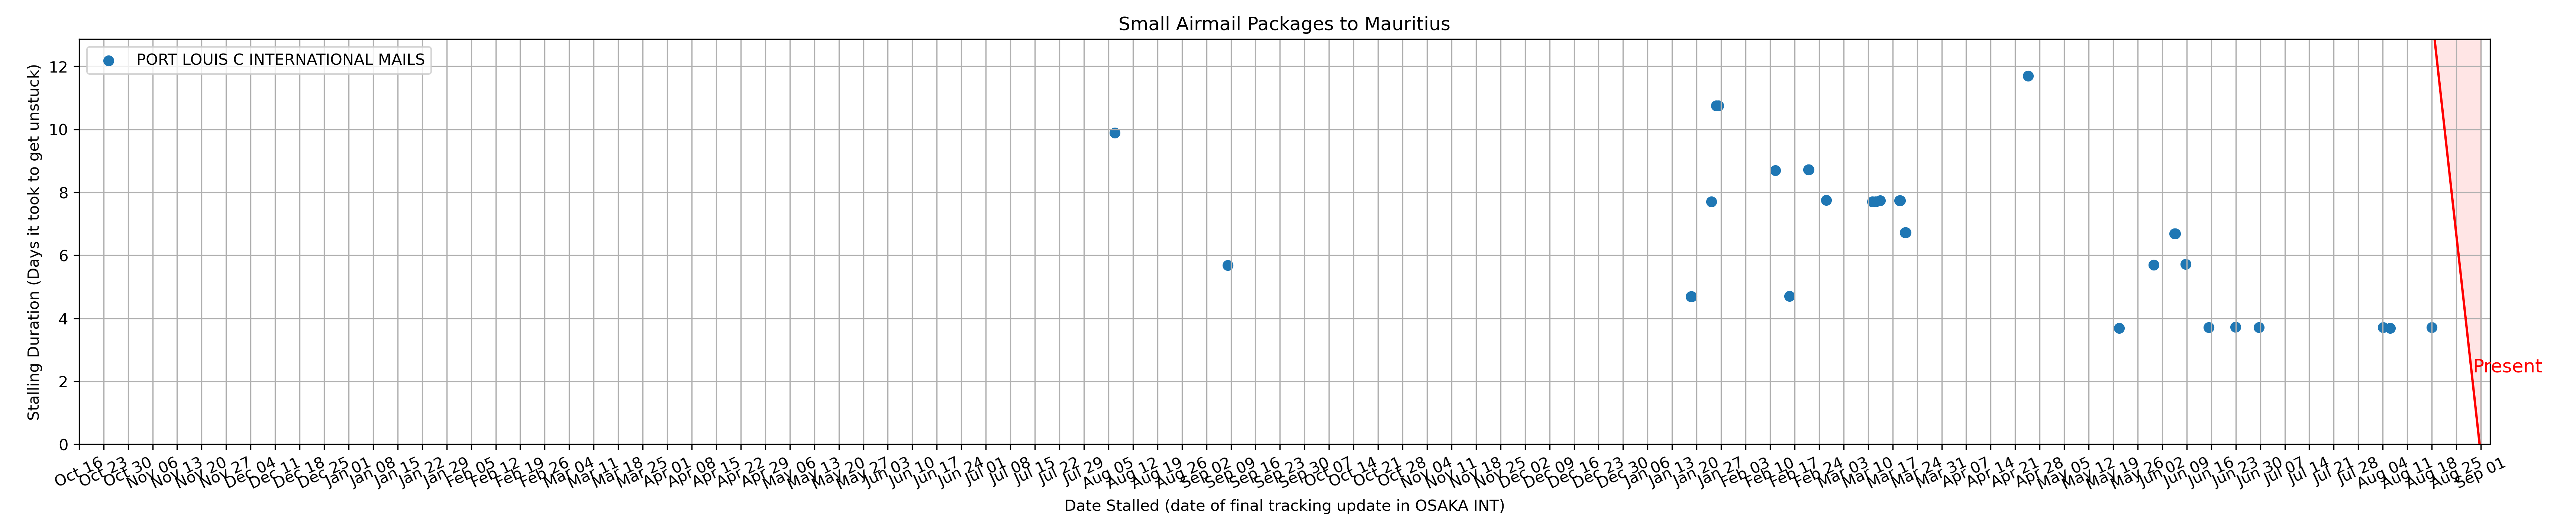 Small Airmail Packages to Mauritius
PORT LOUIS C INTERNATIONAL MAILS
Stalling Duration (Days it took to get unstuck)
12
10
8
6
4
2
0
Present
Oct 16 Oct 23 Oct 30 Nov 06 Nov 13 Nov 20 Nov 27 Dec 04 Dec 11 Dec 18 Dec 25 Jan 01 Jan 08 Jan 15 Jan 22 Jan 29 Feb 05 Feb 12 Feb 19 Feb 26 Mar 04 Mar 11 Mar 18 Mar 25 Apr 01 Apr 08 Apr 15 Apr 22 Apr 29 May 06 May 13 May 20 May 27 Jun 03 Jun 10 Jun 17 Jun 24 Jul 01 Jul 08 Jul 15 Jul 22 Jul 29 Aug 05 Aug 12 Aug 19 Aug 26 Sep 02 Sep 09 Sep 16 Sep 23 Sep 30 Oct 07 Oct 14 Oct 21 Oct 28 Nov 04 Nov 11 Nov 18 Nov 25 Dec 02 Dec 09 Dec 16 Dec 23 Dec 30 Jan 06 Jan 13 Jan 20 Jan 27 Feb 03 Feb 10 Feb 17 Feb 24 Mar 03 Mar 10 Mar 17 Mar 24 Mar 31 Apr 07 Apr 14 Apr 21 Apr 28 May 05 May 12 May 19 May 26 Jun 02 Jun 09 Jun 16 Jun 23 Jun 30 Jul 07 Jul 14 Jul 21 Jul 28 Aug 04 Aug 11 Aug 18 Aug 25 Sep 01
Date Stalled (date of final tracking update in OSAKA INT)